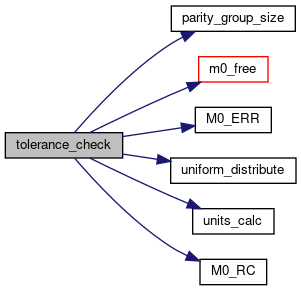 parity_group_size
m0_free
M0_ERR
tolerance_check
uniform_distribute
units_calc
M0_RC